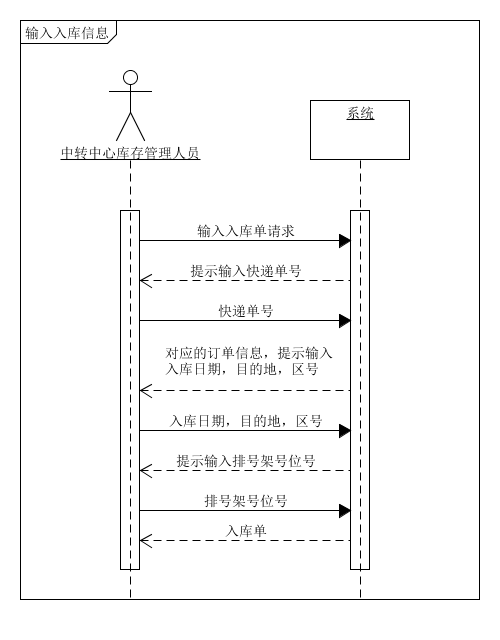 输入入库信息
系统
中转中心库存管理人员
输入入库单请求
提示输入快递单号
快递单号
对应的订单信息，提示输入
入库日期，目的地，区号
入库日期，目的地，区号
提示输入排号架号位号
排号架号位号
入库单